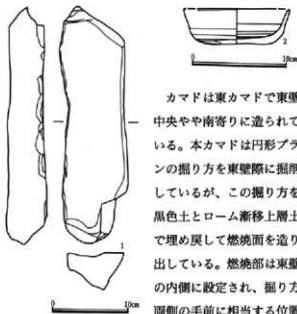 2
0
10cm
カマドは東カマドで東壁
中央やや南寄りに造られて
いる。本カマドは円形プラ
ンの掘り方を東壁際に掘削
しているが、この掘り方を
黒色土とローム漸移上層土
で埋め戻して燃焼面を造り
出している。燃焼部は東壁
の内側に設定され、掘り方
両側の手前に相当する位置
1
0
10cm